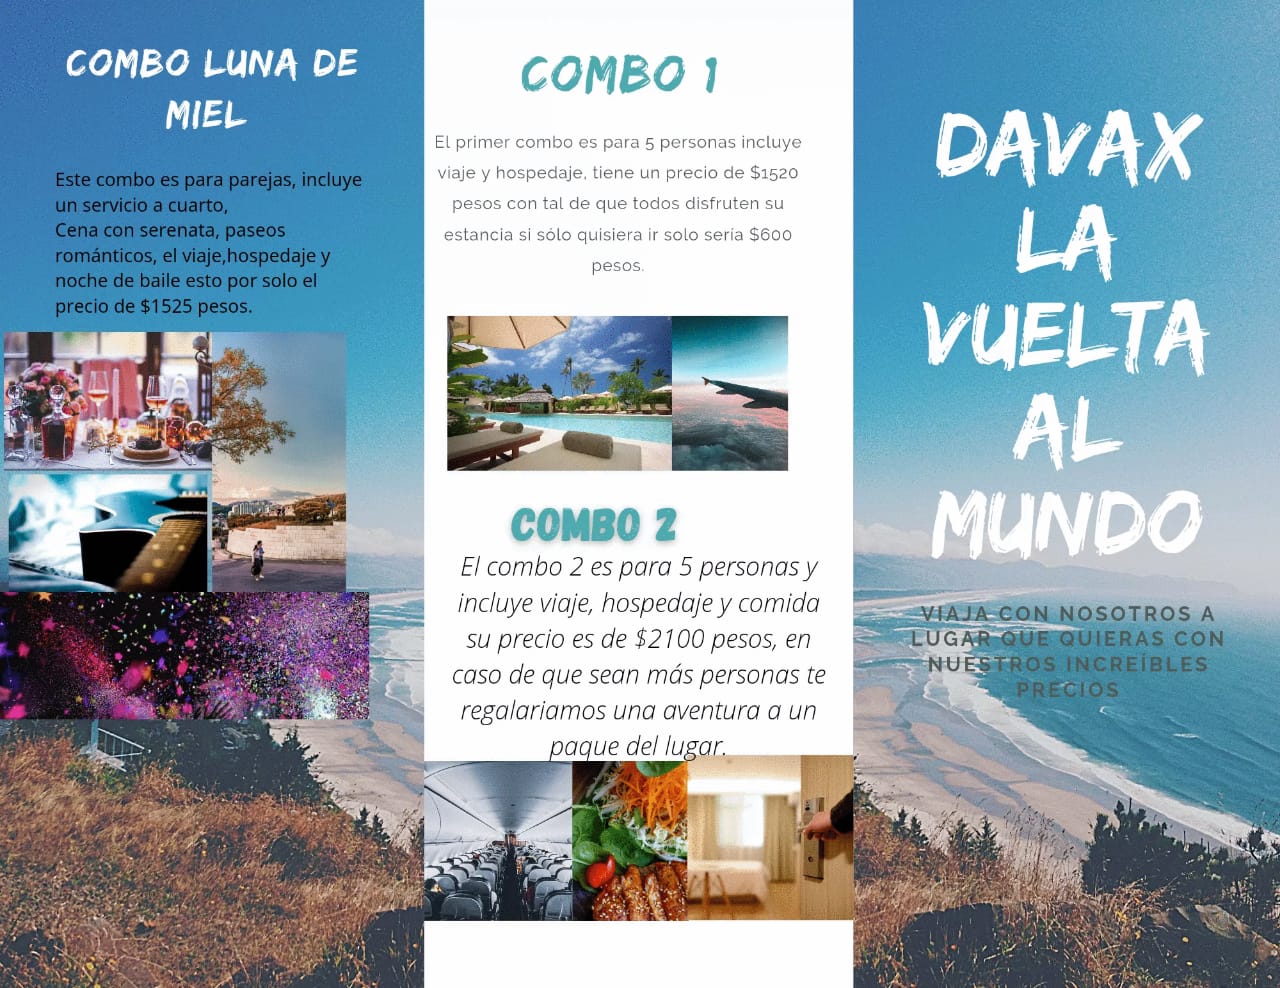 COMBO LUNA DE
MIEL
Este combo es para parejas, incluye
un servicio a cuarto,
Cena con serenata, paseos
románticos, el viaje,hospedaje y
noche de baile esto por solo el
precio de $1525 pesos.
COMBO 1
El primer combo es para 5 personas incluye
viaje y hospedaje, tiene un precio de $1520
pesos con tal de que todos disfruten su
estancia si sólo quisiera ir solo sería $600
pesos.
COMBO 2
El combo 2 es para 5 personas y
incluye viaje, hospedaje y comida
su precio es de $2100 pesos, en
caso de que sean más personas te
regalariamos una aventura a un
paque del lugar.
DAVAX
LA
VUELTA
AL
MUNDO
VIAJA CON NOSOTROS A
LUGAR QUE QUIERAS CON
NUESTROS INCREÍBLES
PRECIOS